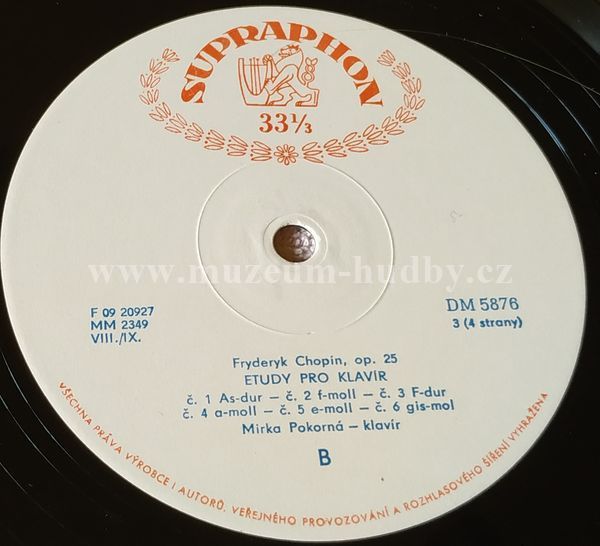 SUPRAPHON
33⅓
www.muzeum-hudby.cz
F 09 20927
MM 2349
VIII./IX.
DM 5876
3 (4 strany)
Fryderyk Chopin, op. 25
ETUDY PRO KLAVÍR
č. 1 As-dur – č. 2 f-moll – č. 3 F-dur
č. 4 a-moll – č. 5 e-moll – č. 6 gis-mol
Mirka Pokorná – klavír
B
VŠECHNA PRÁVA VÝROBCE I AUTORŮ. VEŘEJNÉHO PROVOZOVÁNÍ A ROZHLASOVÉHO ŠÍŘENÍ VYHRAŽENA